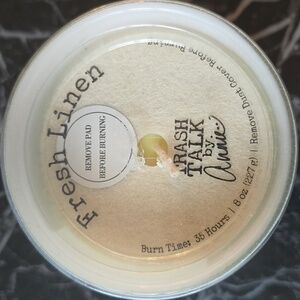 Fresh Linen
REMOVE PAD
BEFORE BURNING
TRASH
TALK
by
Annie
Burn Time: 35 Hours | 8 oz (227 g) | Remove Dust Cover Before Burning